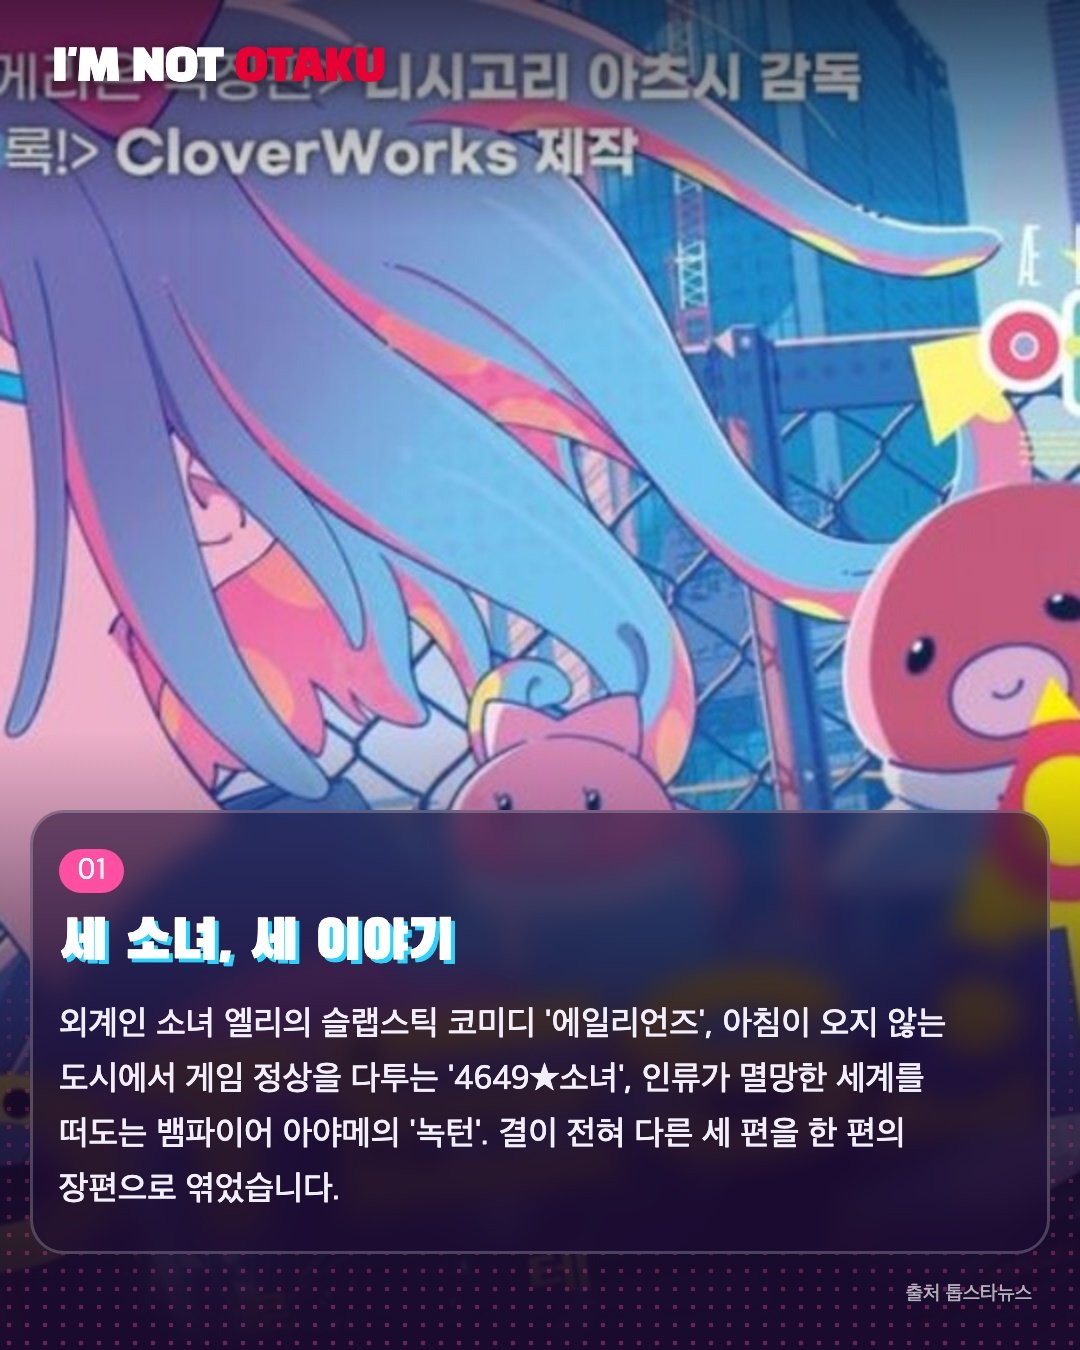 I'M NOT OTAKU
니시고리 아츠시 감독
록!> CloverWorks 제작
01
세 소녀, 세 이야기
외계인 소녀 엘리의 슬랩스틱 코미디 '에일리언즈', 아침이 오지 않는
도시에서 게임 정상을 다투는 '4649★소녀', 인류가 멸망한 세계를
떠도는 뱀파이어 아야메의 '녹턴'. 결이 전혀 다른 세 편을 한 편의
장편으로 엮었습니다.
출처 톱스타뉴스